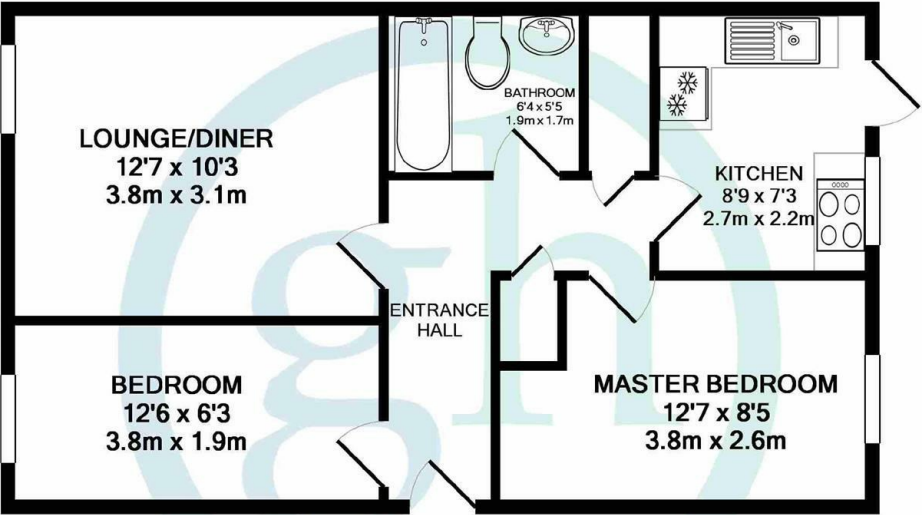 BATHROOM
6'4 x 5'5
1.9m x 1.7m
LOUNGE/DINER
12'7 x 10'3
3.8m x 3.1m
KITCHEN
8'9 x 7'3
2.7m x 2.2m
ENTRANCE
HALL
BEDROOM
12'6 x 6'3
3.8m x 1.9m
MASTER BEDROOM
12'7 x 8'5
3.8m x 2.6m
gh